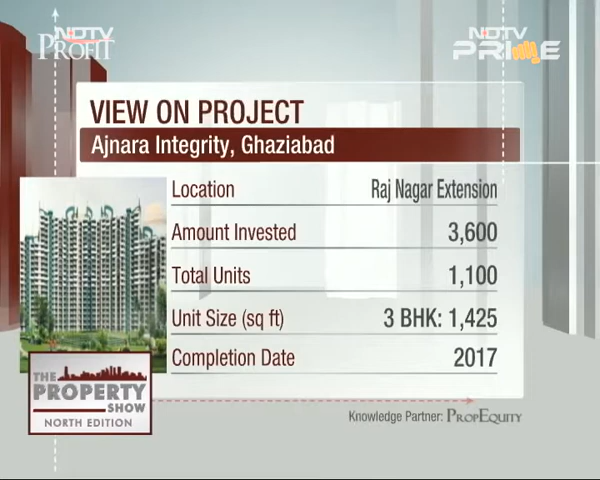 NDTV
PROFIT
NDTV
PRIME
VIEW ON PROJECT
Ajnara Integrity, Ghaziabad
Location Raj Nagar Extension
Amount Invested 3,600
Total Units 1,100
Unit Size (sq ft) 3 BHK: 1,425
Completion Date 2017
THE
PROPERTY
SHOW
NORTH EDITION
Knowledge Partner: PROPEQUITY